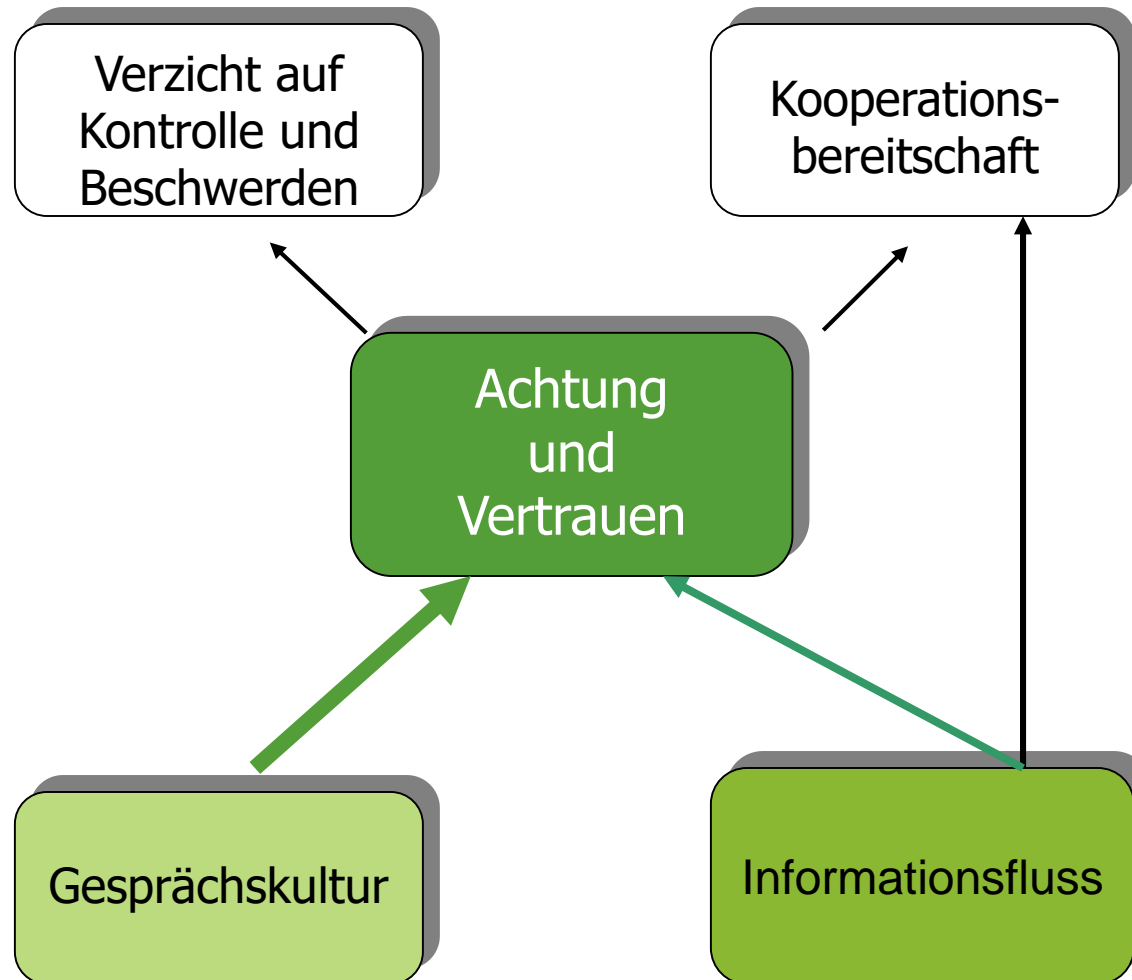 Verzicht auf
Kontrolle und
Beschwerden
Kooperations-
bereitschaft
Achtung
und
Vertrauen
Gesprächskultur
Informationsfluss